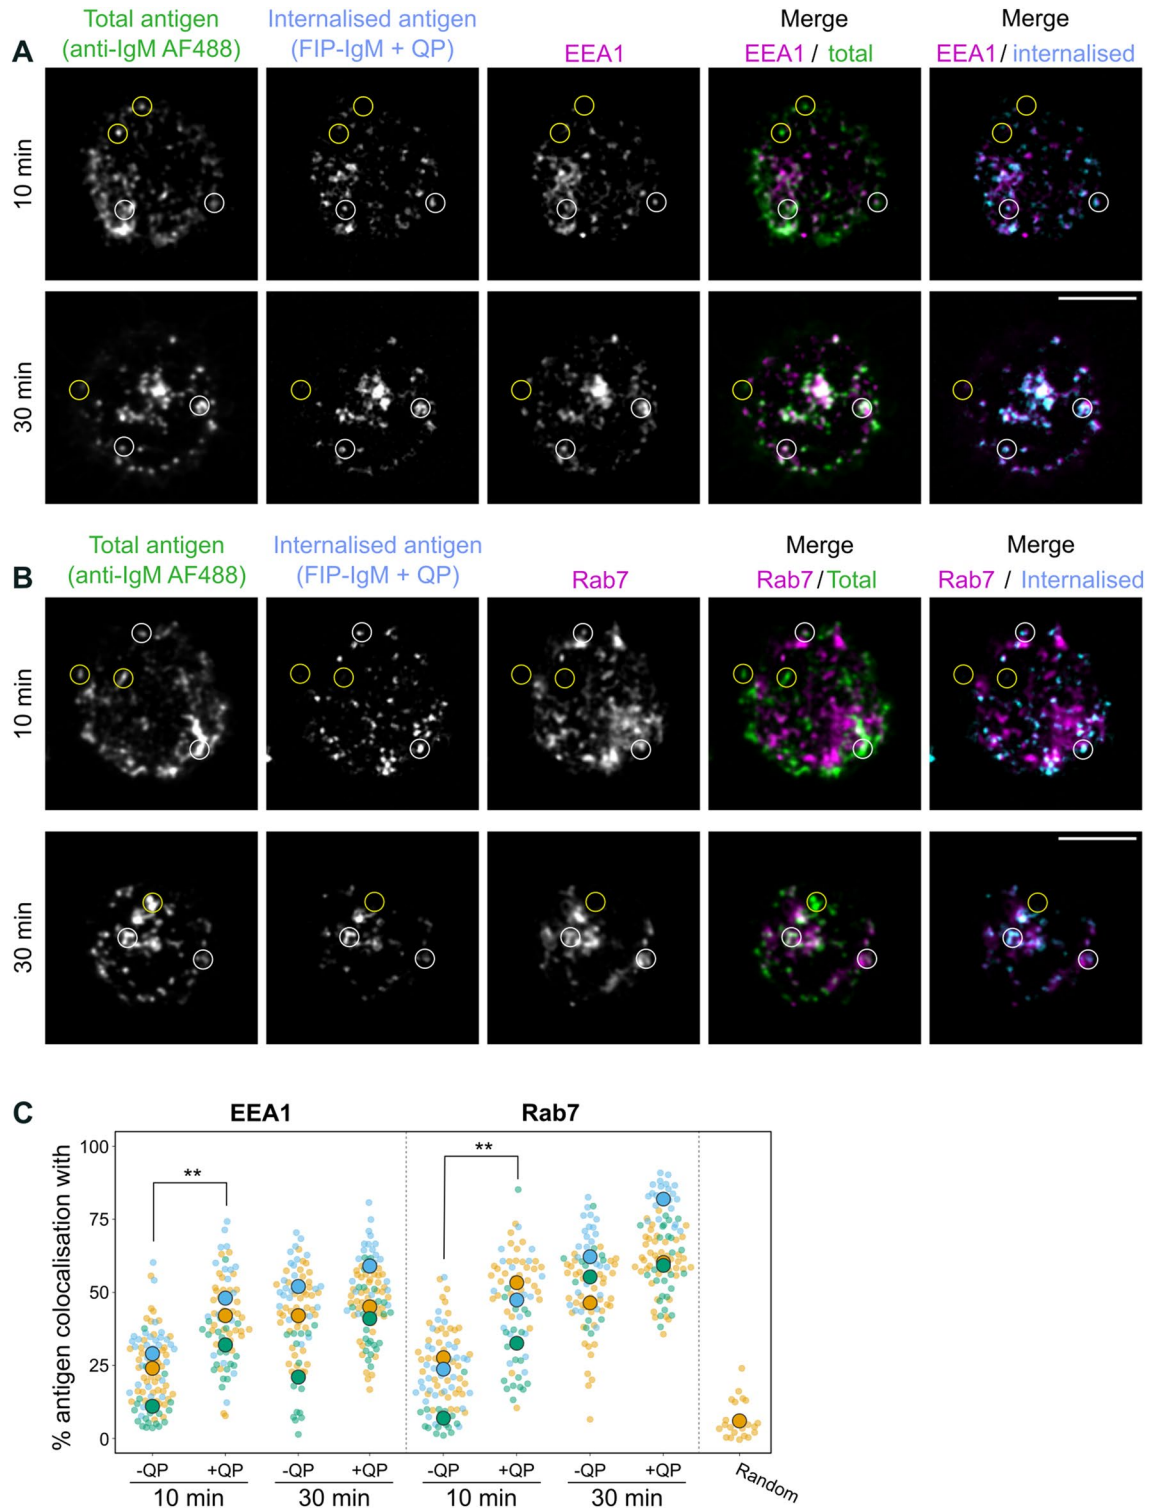 Total antigen
(anti-IgM AF488)
Internalised antigen
(FIP-IgM + QP)
EEA1
Merge
EEA1 / total
Merge
EEA1 / internalised
A
10 min
30 min
Total antigen
(anti-IgM AF488)
Internalised antigen
(FIP-IgM + QP)
Rab7
Merge
Rab7 / Total
Merge
Rab7 / Internalised
B
10 min
30 min
C
EEA1
Rab7
% antigen colocalisation with
100
75
50
25
0
**
**
-QP +QP -QP +QP -QP +QP -QP +QP Random
10 min 30 min 10 min 30 min